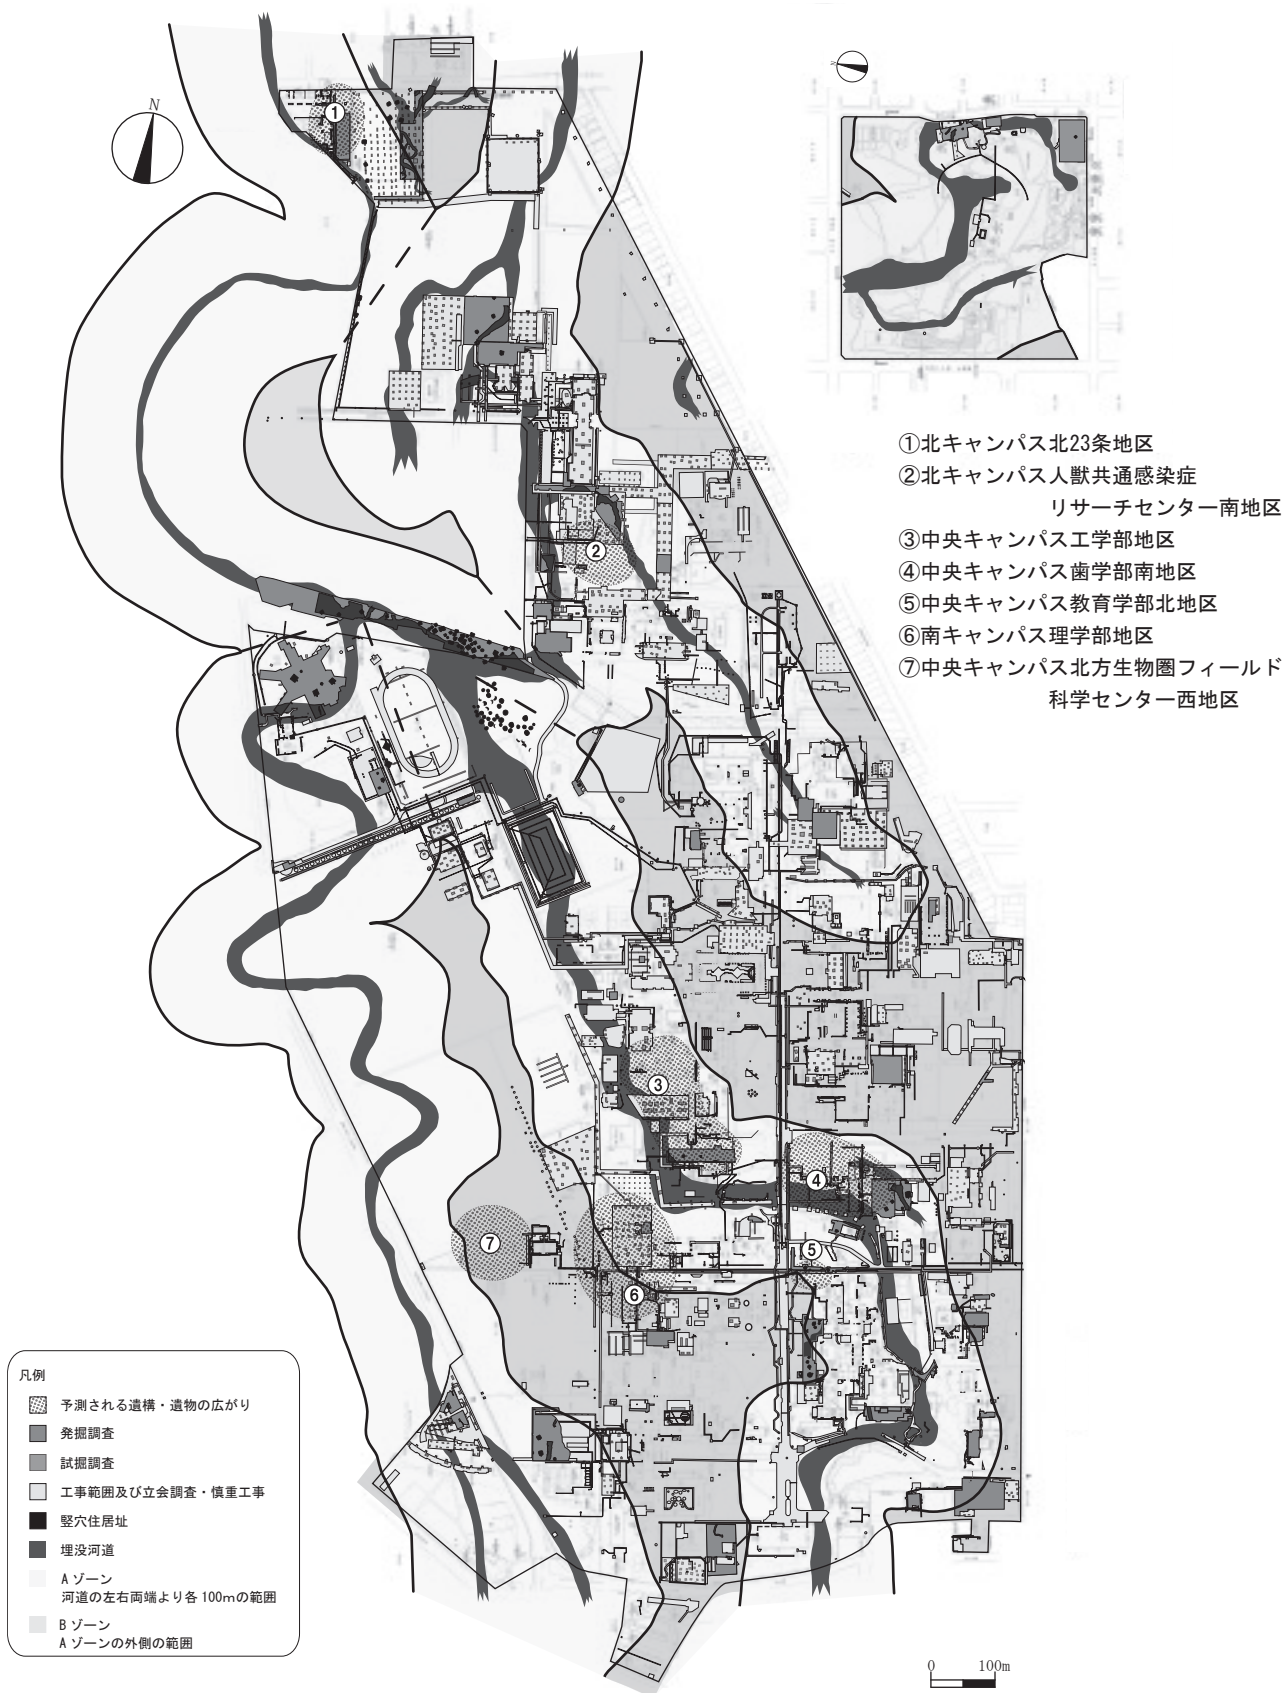 N
N
①
②
③
④
⑤
⑥
⑦
①北キャンパス北23条地区
②北キャンパス人獣共通感染症
リサーチセンター南地区
③中央キャンパス工学部地区
④中央キャンパス歯学部南地区
⑤中央キャンパス教育学部北地区
⑥南キャンパス理学部地区
⑦中央キャンパス北方生物圏フィールド
科学センター西地区
凡例
予測される遺構・遺物の広がり
発掘調査
試掘調査
工事範囲及び立会調査・慎重工事
竪穴住居址
埋没河道
A ゾーン
河道の左右両端より各 100mの範囲
B ゾーン
A ゾーンの外側の範囲
0 100m